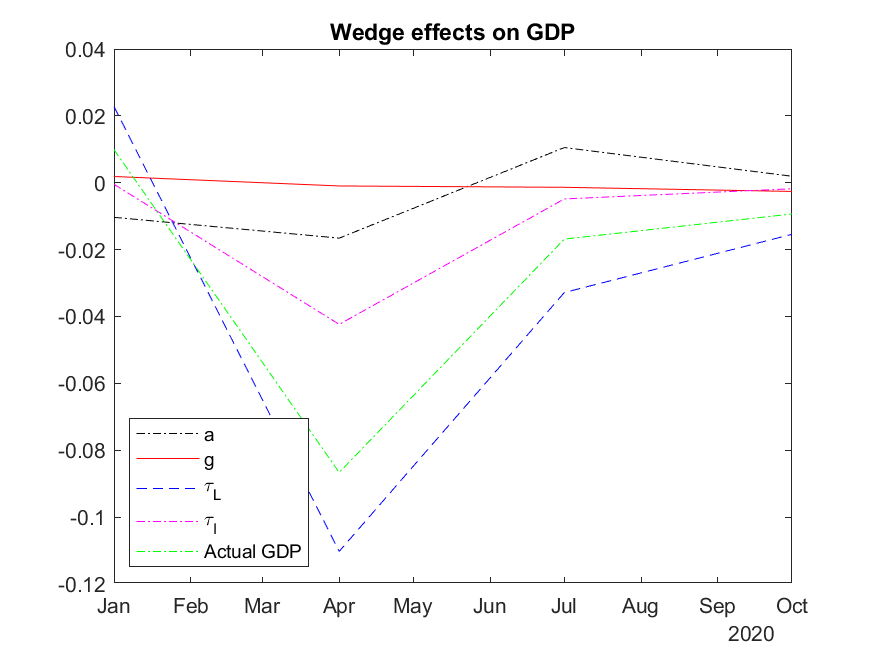 Wedge effects on GDP
0.04
0.02
0
-0.02
-0.04
-0.06
-0.08
-0.1
-0.12
a
g
τL
τI
Actual GDP
Jan Feb Mar Apr May Jun Jul Aug Sep Oct
2020